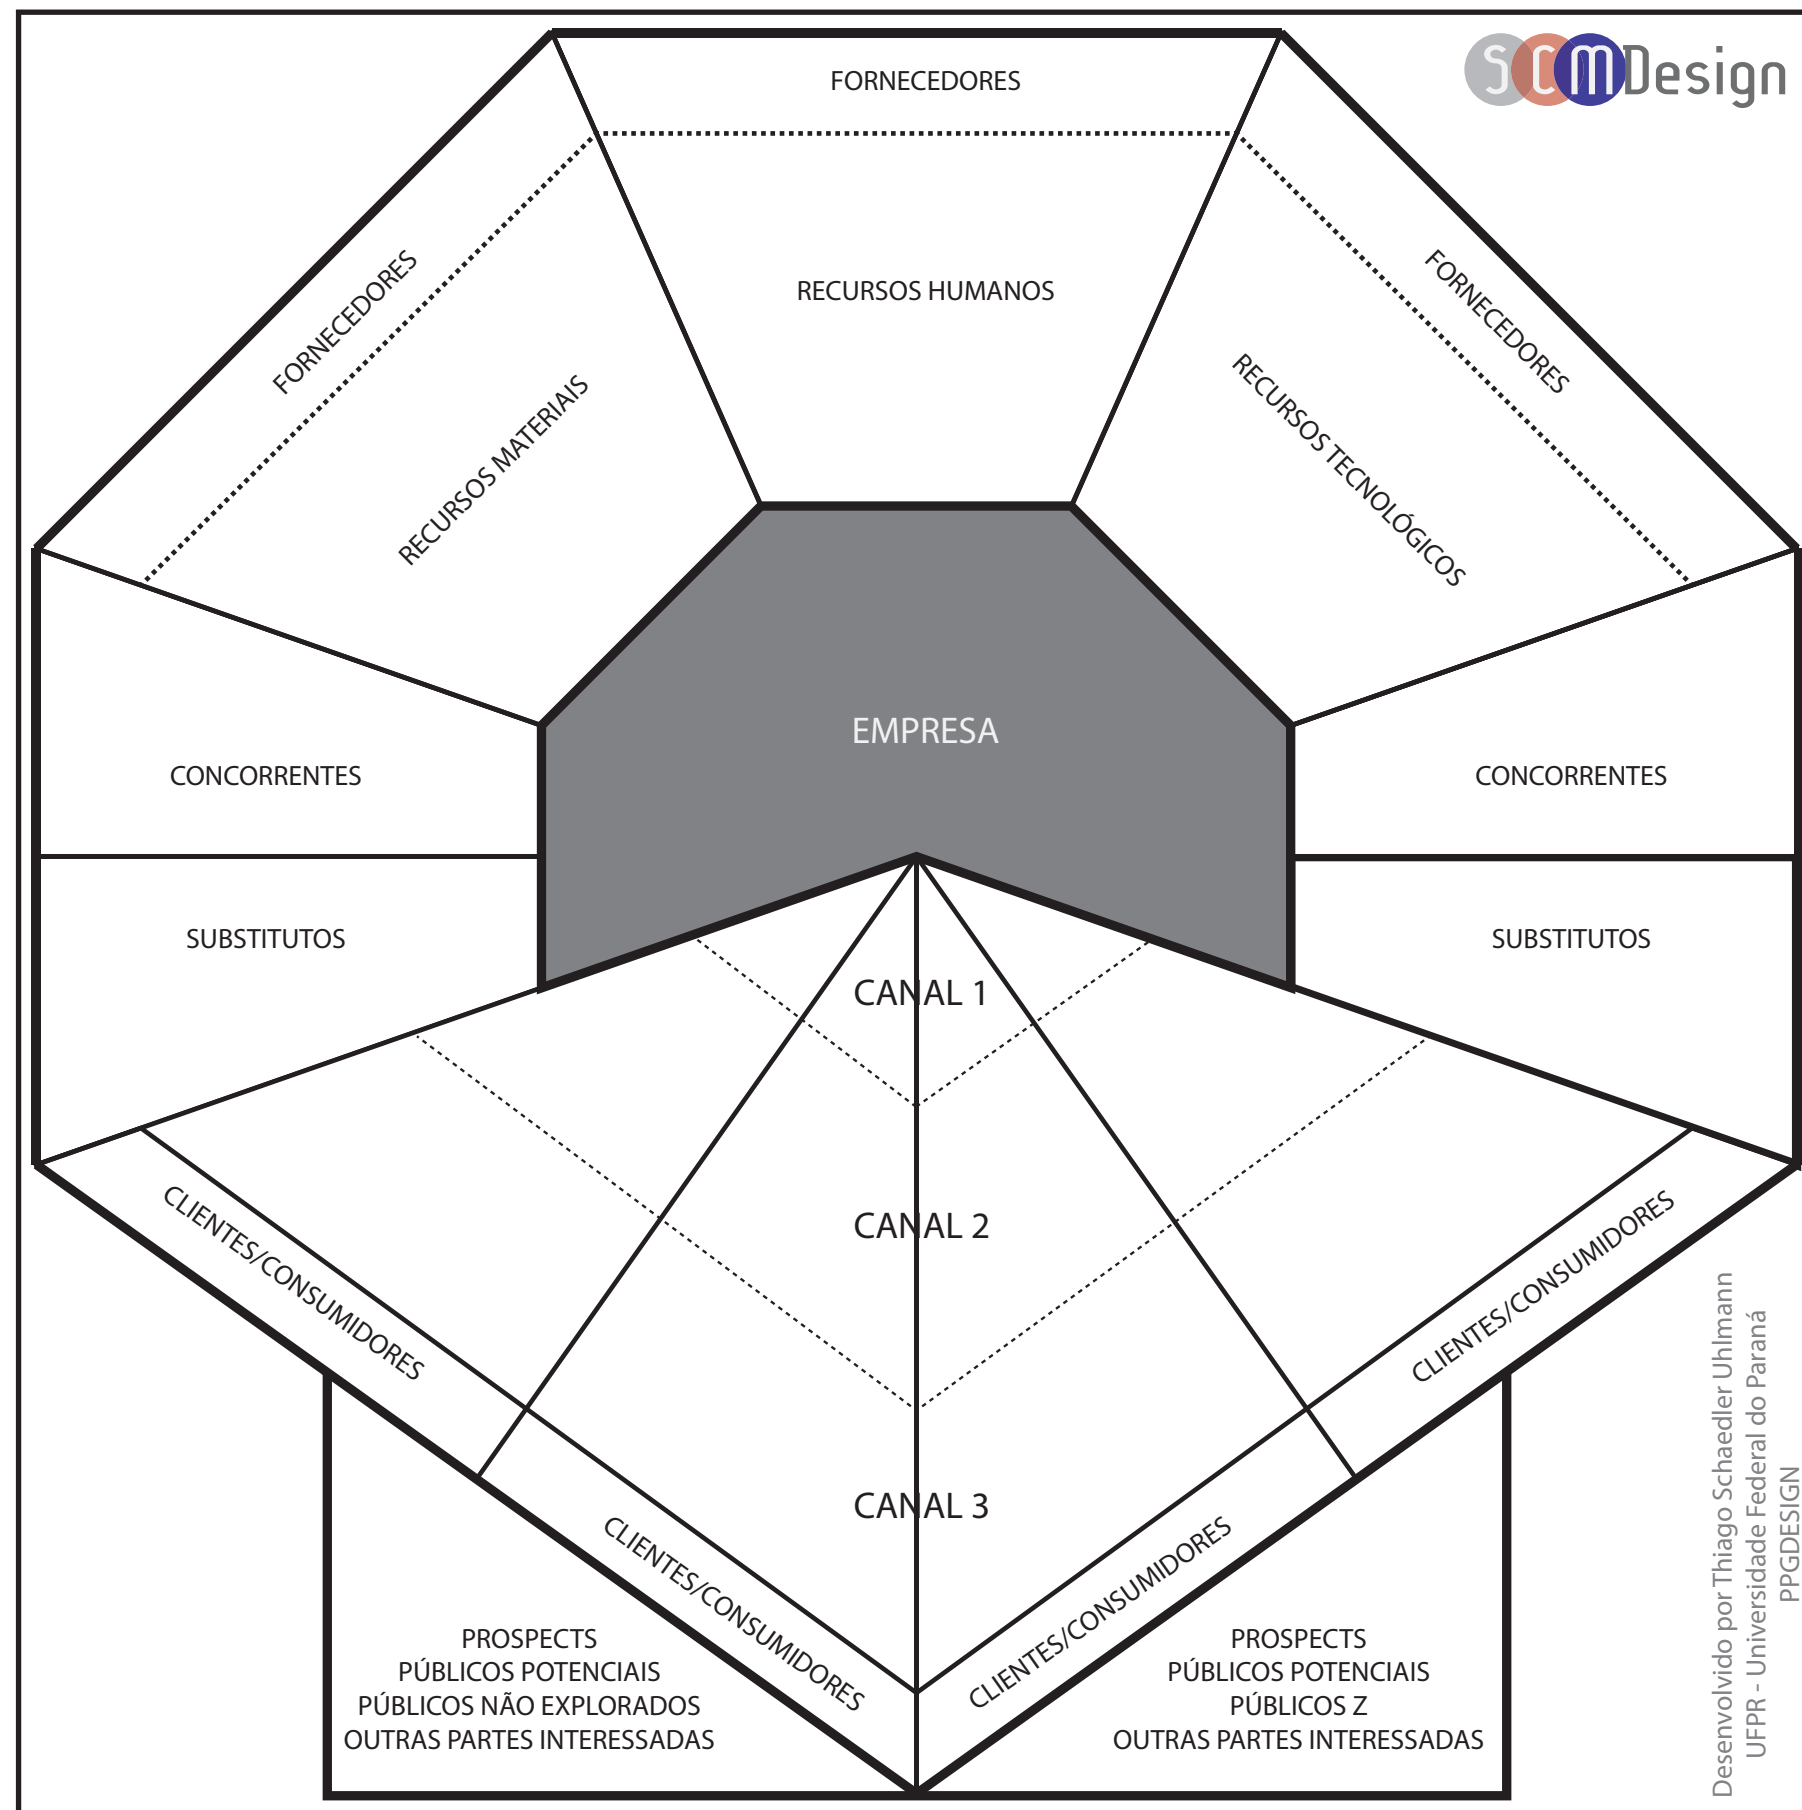 SCMDesign
FORNECEDORES
FORNECEDORES
FORNECEDORES
RECURSOS HUMANOS
RECURSOS MATERIAIS
RECURSOS TECNOLÓGICOS
EMPRESA
CONCORRENTES
CONCORRENTES
SUBSTITUTOS
SUBSTITUTOS
CANAL 1
CANAL 2
CANAL 3
CLIENTES/CONSUMIDORES
CLIENTES/CONSUMIDORES
CLIENTES/CONSUMIDORES
CLIENTES/CONSUMIDORES
PROSPECTS
PÚBLICOS POTENCIAIS
PÚBLICOS NÃO EXPLORADOS
OUTRAS PARTES INTERESSADAS
PROSPECTS
PÚBLICOS POTENCIAIS
PÚBLICOS Z
OUTRAS PARTES INTERESSADAS
Desenvolvido por Thiago Schaedler Uhlmann
UFPR - Universidade Federal do Paraná
PPGDESIGN